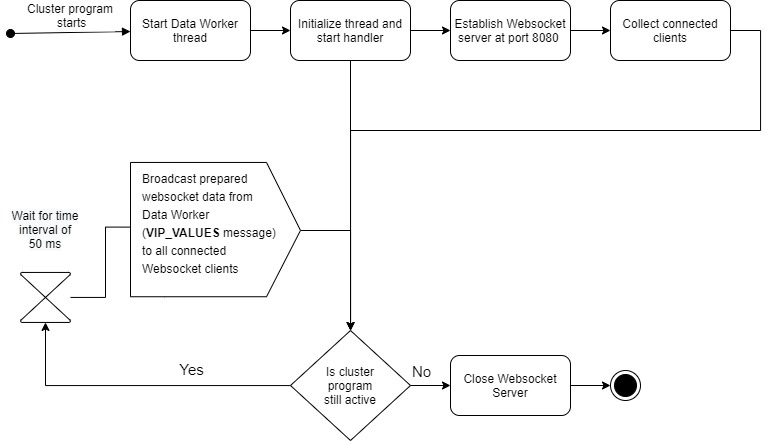 Cluster program
starts
Start Data Worker
thread
Initialize thread and
start handler
Establish Websocket
server at port 8080
Collect connected
clients
Broadcast prepared
websocket data from
Data Worker
(VIP_VALUES message)
to all connected
Websocket clients
Wait for time
interval of
50 ms
Yes
Is cluster
program
still active
No
Close Websocket
Server